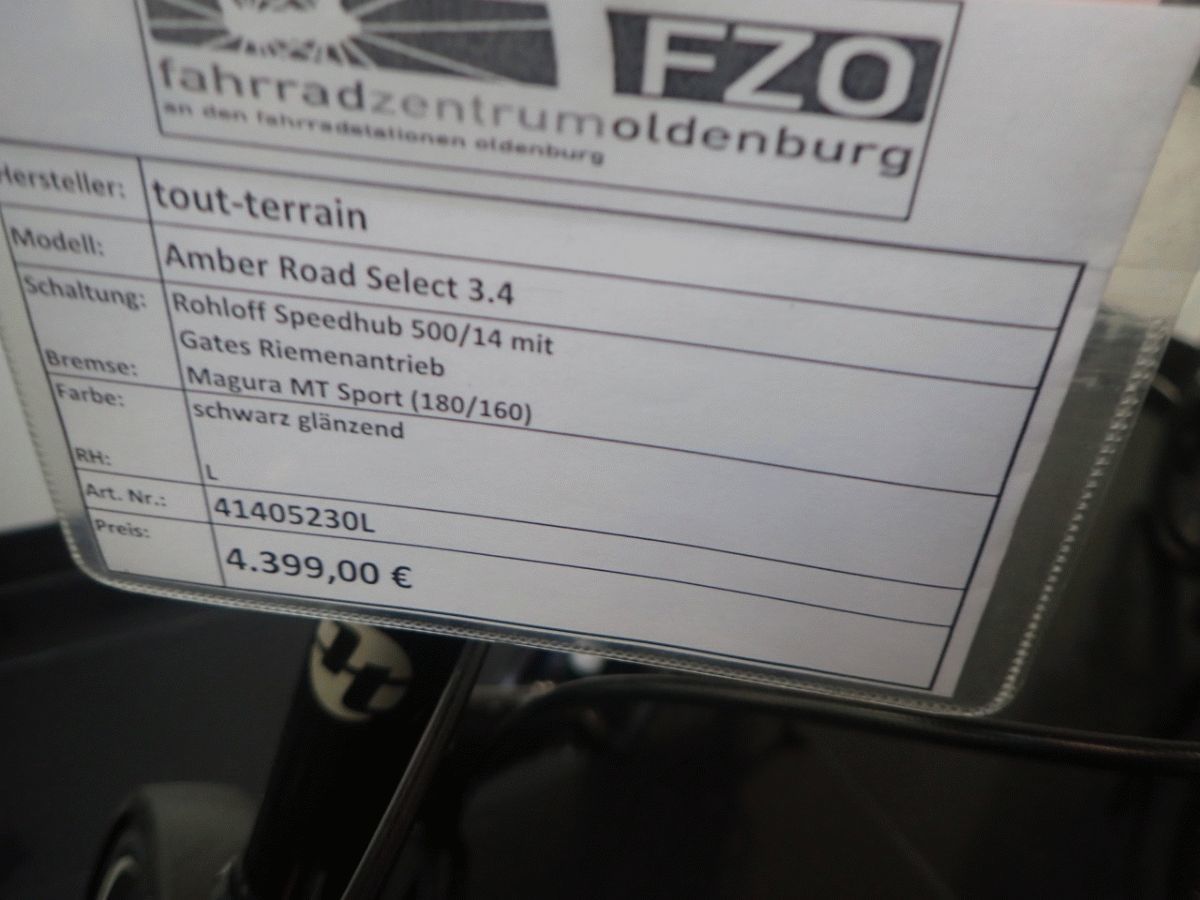 FZO
fahrradzentrumoldenburg
an den fahrradstationen oldenburg
Hersteller: tout-terrain
Modell: Amber Road Select 3.4
Schaltung: Rohloff Speedhub 500/14 mit
Gates Riemenantrieb
Bremse: Magura MT Sport (180/160)
Farbe: schwarz glänzend
RH: L
Art. Nr.: 41405230L
Preis: 4.399,00 €
tt